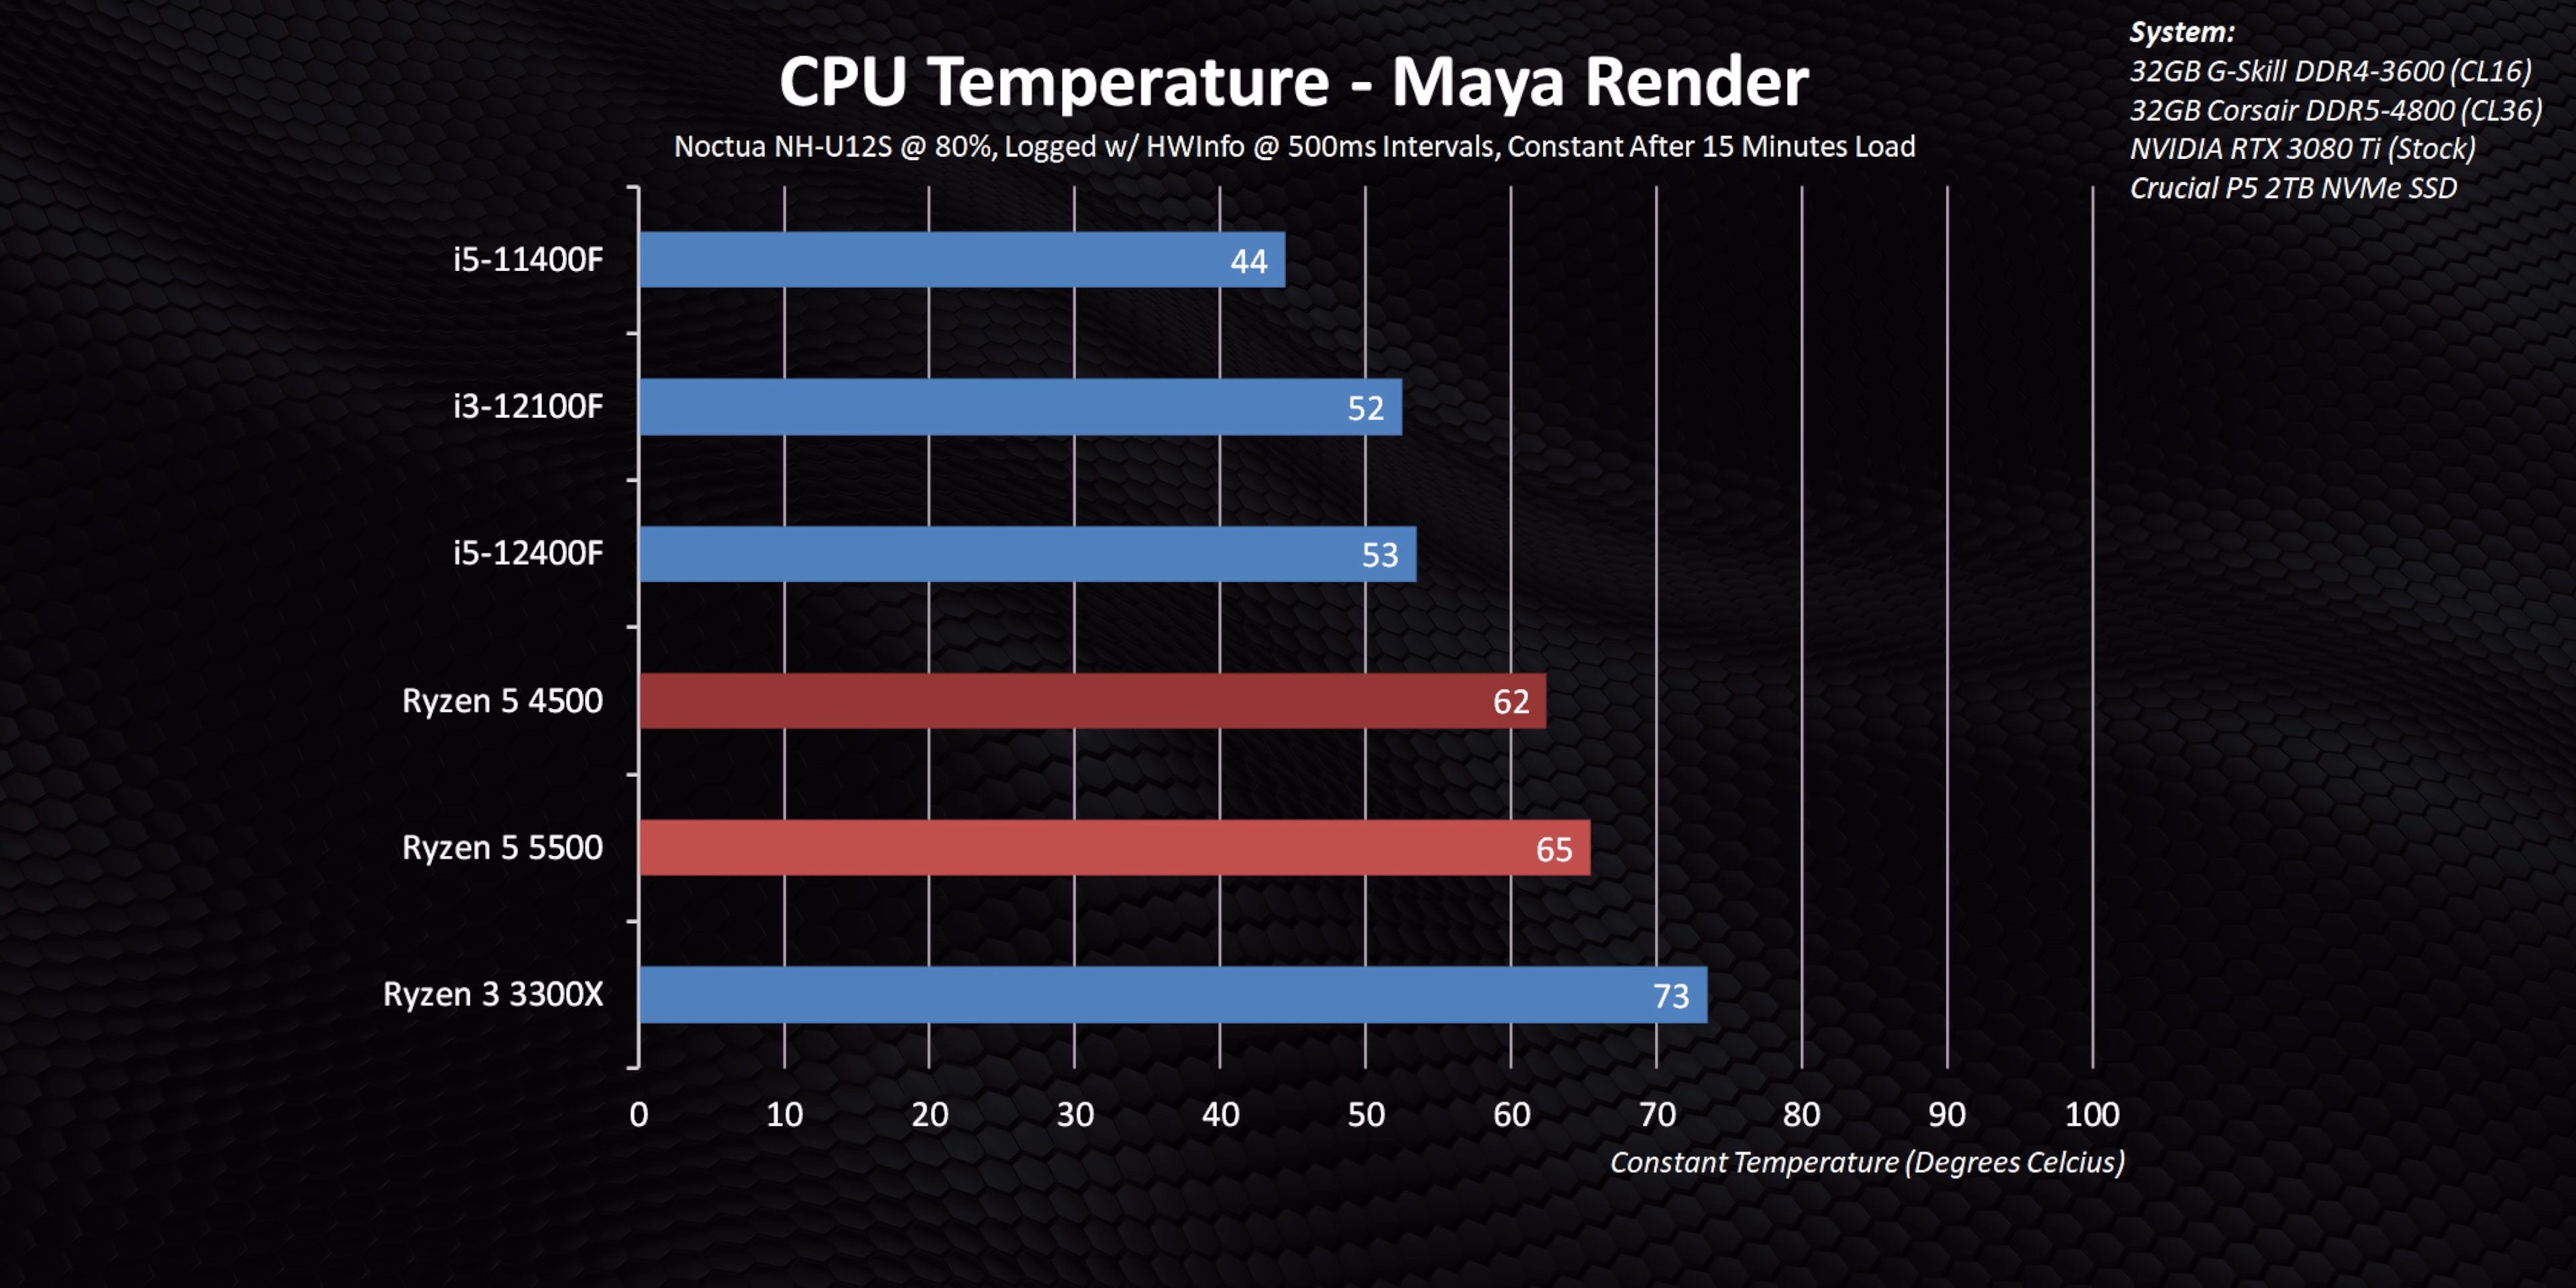 System:
32GB G-Skill DDR4-3600 (CL16)
32GB Corsair DDR5-4800 (CL36)
NVIDIA RTX 3080 Ti (Stock)
Crucial P5 2TB NVMe SSD
CPU Temperature - Maya Render
Noctua NH-U12S @ 80%, Logged w/ HWInfo @ 500ms Intervals, Constant After 15 Minutes Load
i5-11400F 44
i3-12100F 52
i5-12400F 53
Ryzen 5 4500 62
Ryzen 5 5500 65
Ryzen 3 3300X 73
0 10 20 30 40 50 60 70 80 90 100
Constant Temperature (Degrees Celcius)